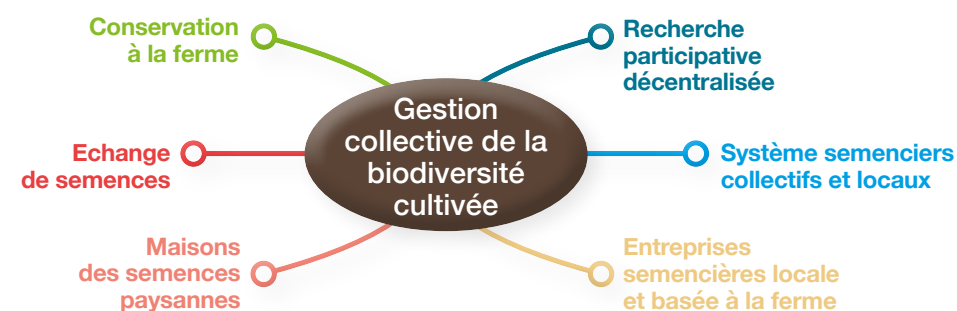 Conservation
à la ferme
Recherche
participative
décentralisée
Gestion
collective de la
biodiversité
cultivée
Echange
de semences
Système semenciers
collectifs et locaux
Maisons
des semences
paysannes
Entreprises
semencières locale
et basée à la ferme